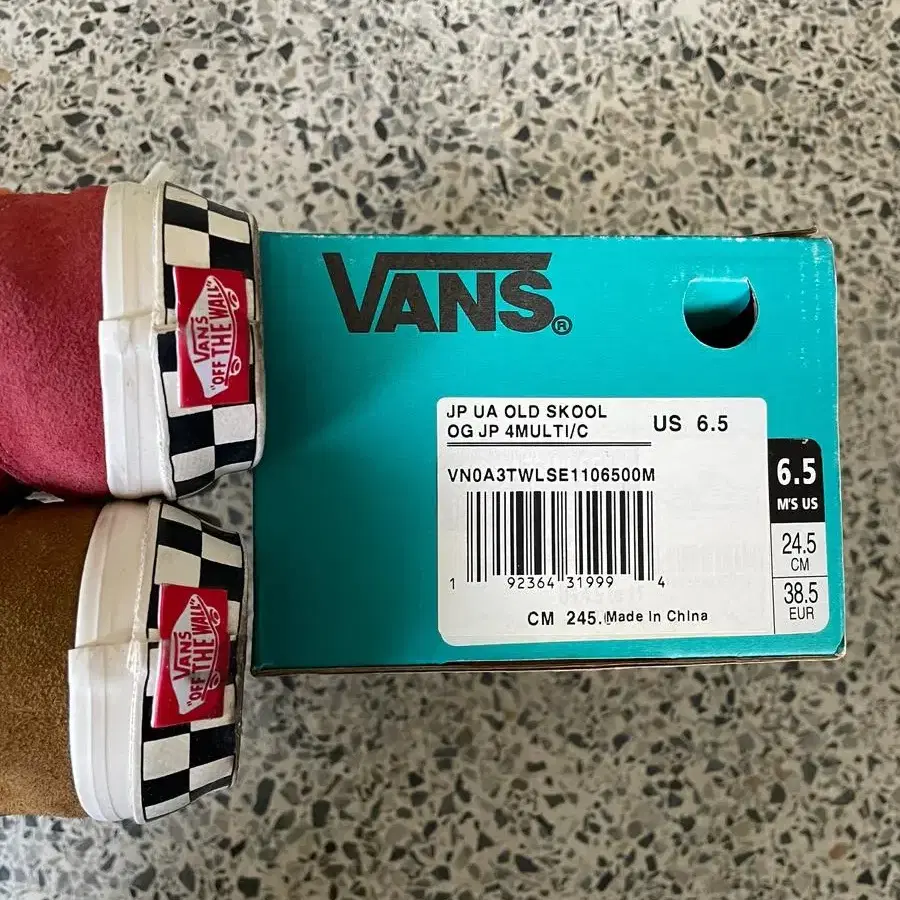 VANS
"OFF THE WALL"
VANS
"OFF THE WALL"
VANS®
JP UA OLD SKOOL
OG JP 4MULTI/C
US 6.5
VN0A3TWLSE1106500M
1 92364 31999 4
CM 245.
Made In China
6.5
M'S US
24.5
CM
38.5
EUR